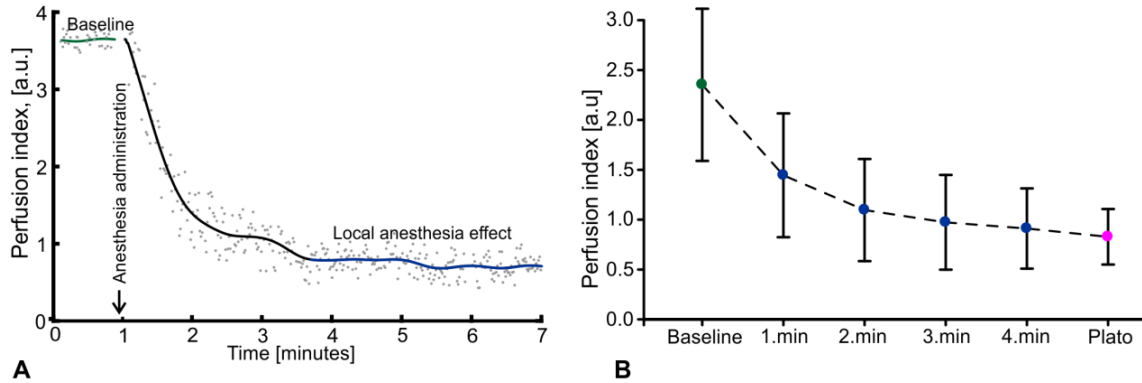 4
3
2
1
0
Perfusion index, [a.u.]
Baseline
Anesthesia administration
Local anesthesia effect
0 1 2 3 4 5 6 7
Time [minutes]
A
3.0
2.5
2.0
1.5
1.0
0.5
0.0
Perfusion index [a.u]
Baseline 1.min 2.min 3.min 4.min Plato
B